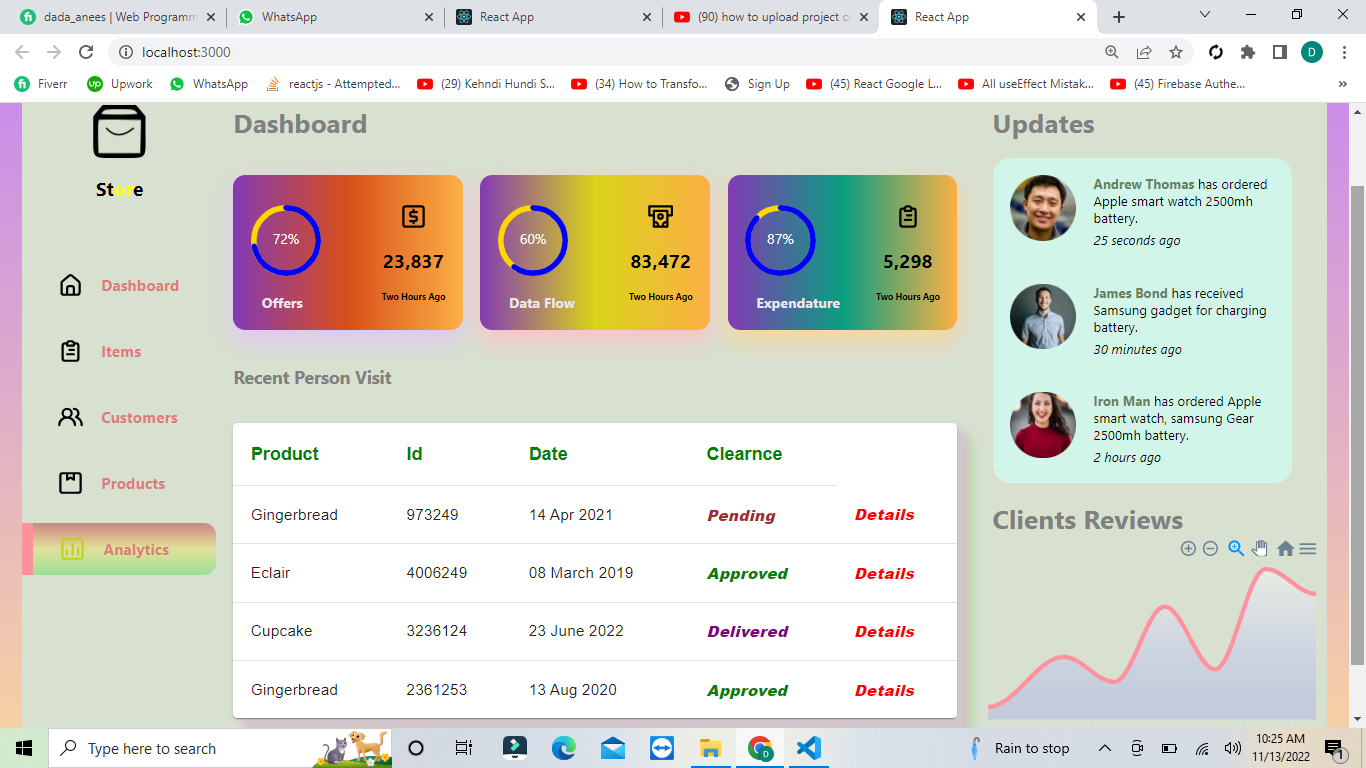 dada_anees | Web Programm
WhatsApp
React App
(90) how to upload project o
React App
localhost:3000
D
Fiverr
up
Upwork
WhatsApp
reactjs - Attempted...
(29) Kehndi Hundi S...
(34) How to Transfo...
Sign Up
(45) React Google L...
All useEffect Mistak...
(45) Firebase Authe...
»
Store
Dashboard
Items
Customers
Products
Analytics
Dashboard
72%
23,837
Offers
Two Hours Ago
60%
83,472
Data Flow
Two Hours Ago
87%
5,298
Expendature
Two Hours Ago
Recent Person Visit
Product Id Date Clearnce
Gingerbread 973249 14 Apr 2021 Pending Details
Eclair 4006249 08 March 2019 Approved Details
Cupcake 3236124 23 June 2022 Delivered Details
Gingerbread 2361253 13 Aug 2020 Approved Details
Updates
Andrew Thomas has ordered
Apple smart watch 2500mh
battery.
25 seconds ago
James Bond has received
Samsung gadget for charging
battery.
30 minutes ago
Iron Man has ordered Apple
smart watch, samsung Gear
2500mh battery.
2 hours ago
Clients Reviews
Type here to search
Rain to stop
10:25 AM
11/13/2022
1